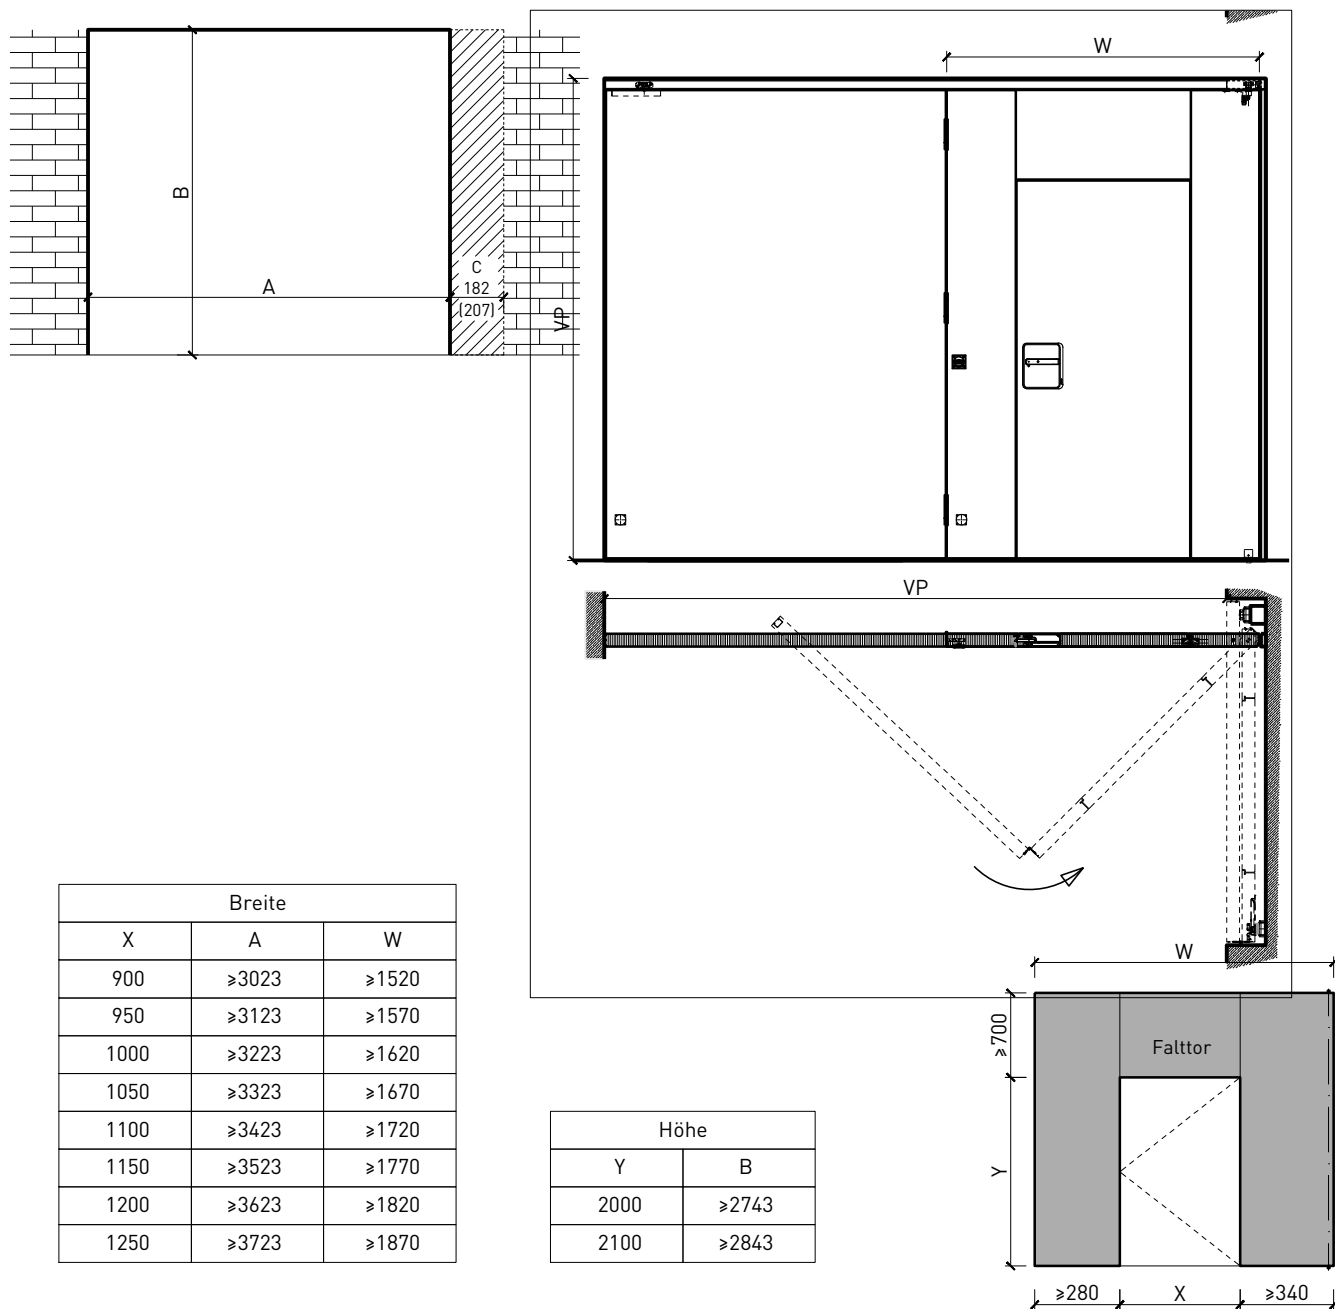 W
B
A
C
182
(207)
VP
VP
Breite
X A W
900 ≥3023 ≥1520
950 ≥3123 ≥1570
1000 ≥3223 ≥1620
1050 ≥3323 ≥1670
1100 ≥3423 ≥1720
1150 ≥3523 ≥1770
1200 ≥3623 ≥1820
1250 ≥3723 ≥1870
Höhe
Y B
2000 ≥2743
2100 ≥2843
W
≥700
Falttor
Y
≥280 X ≥340